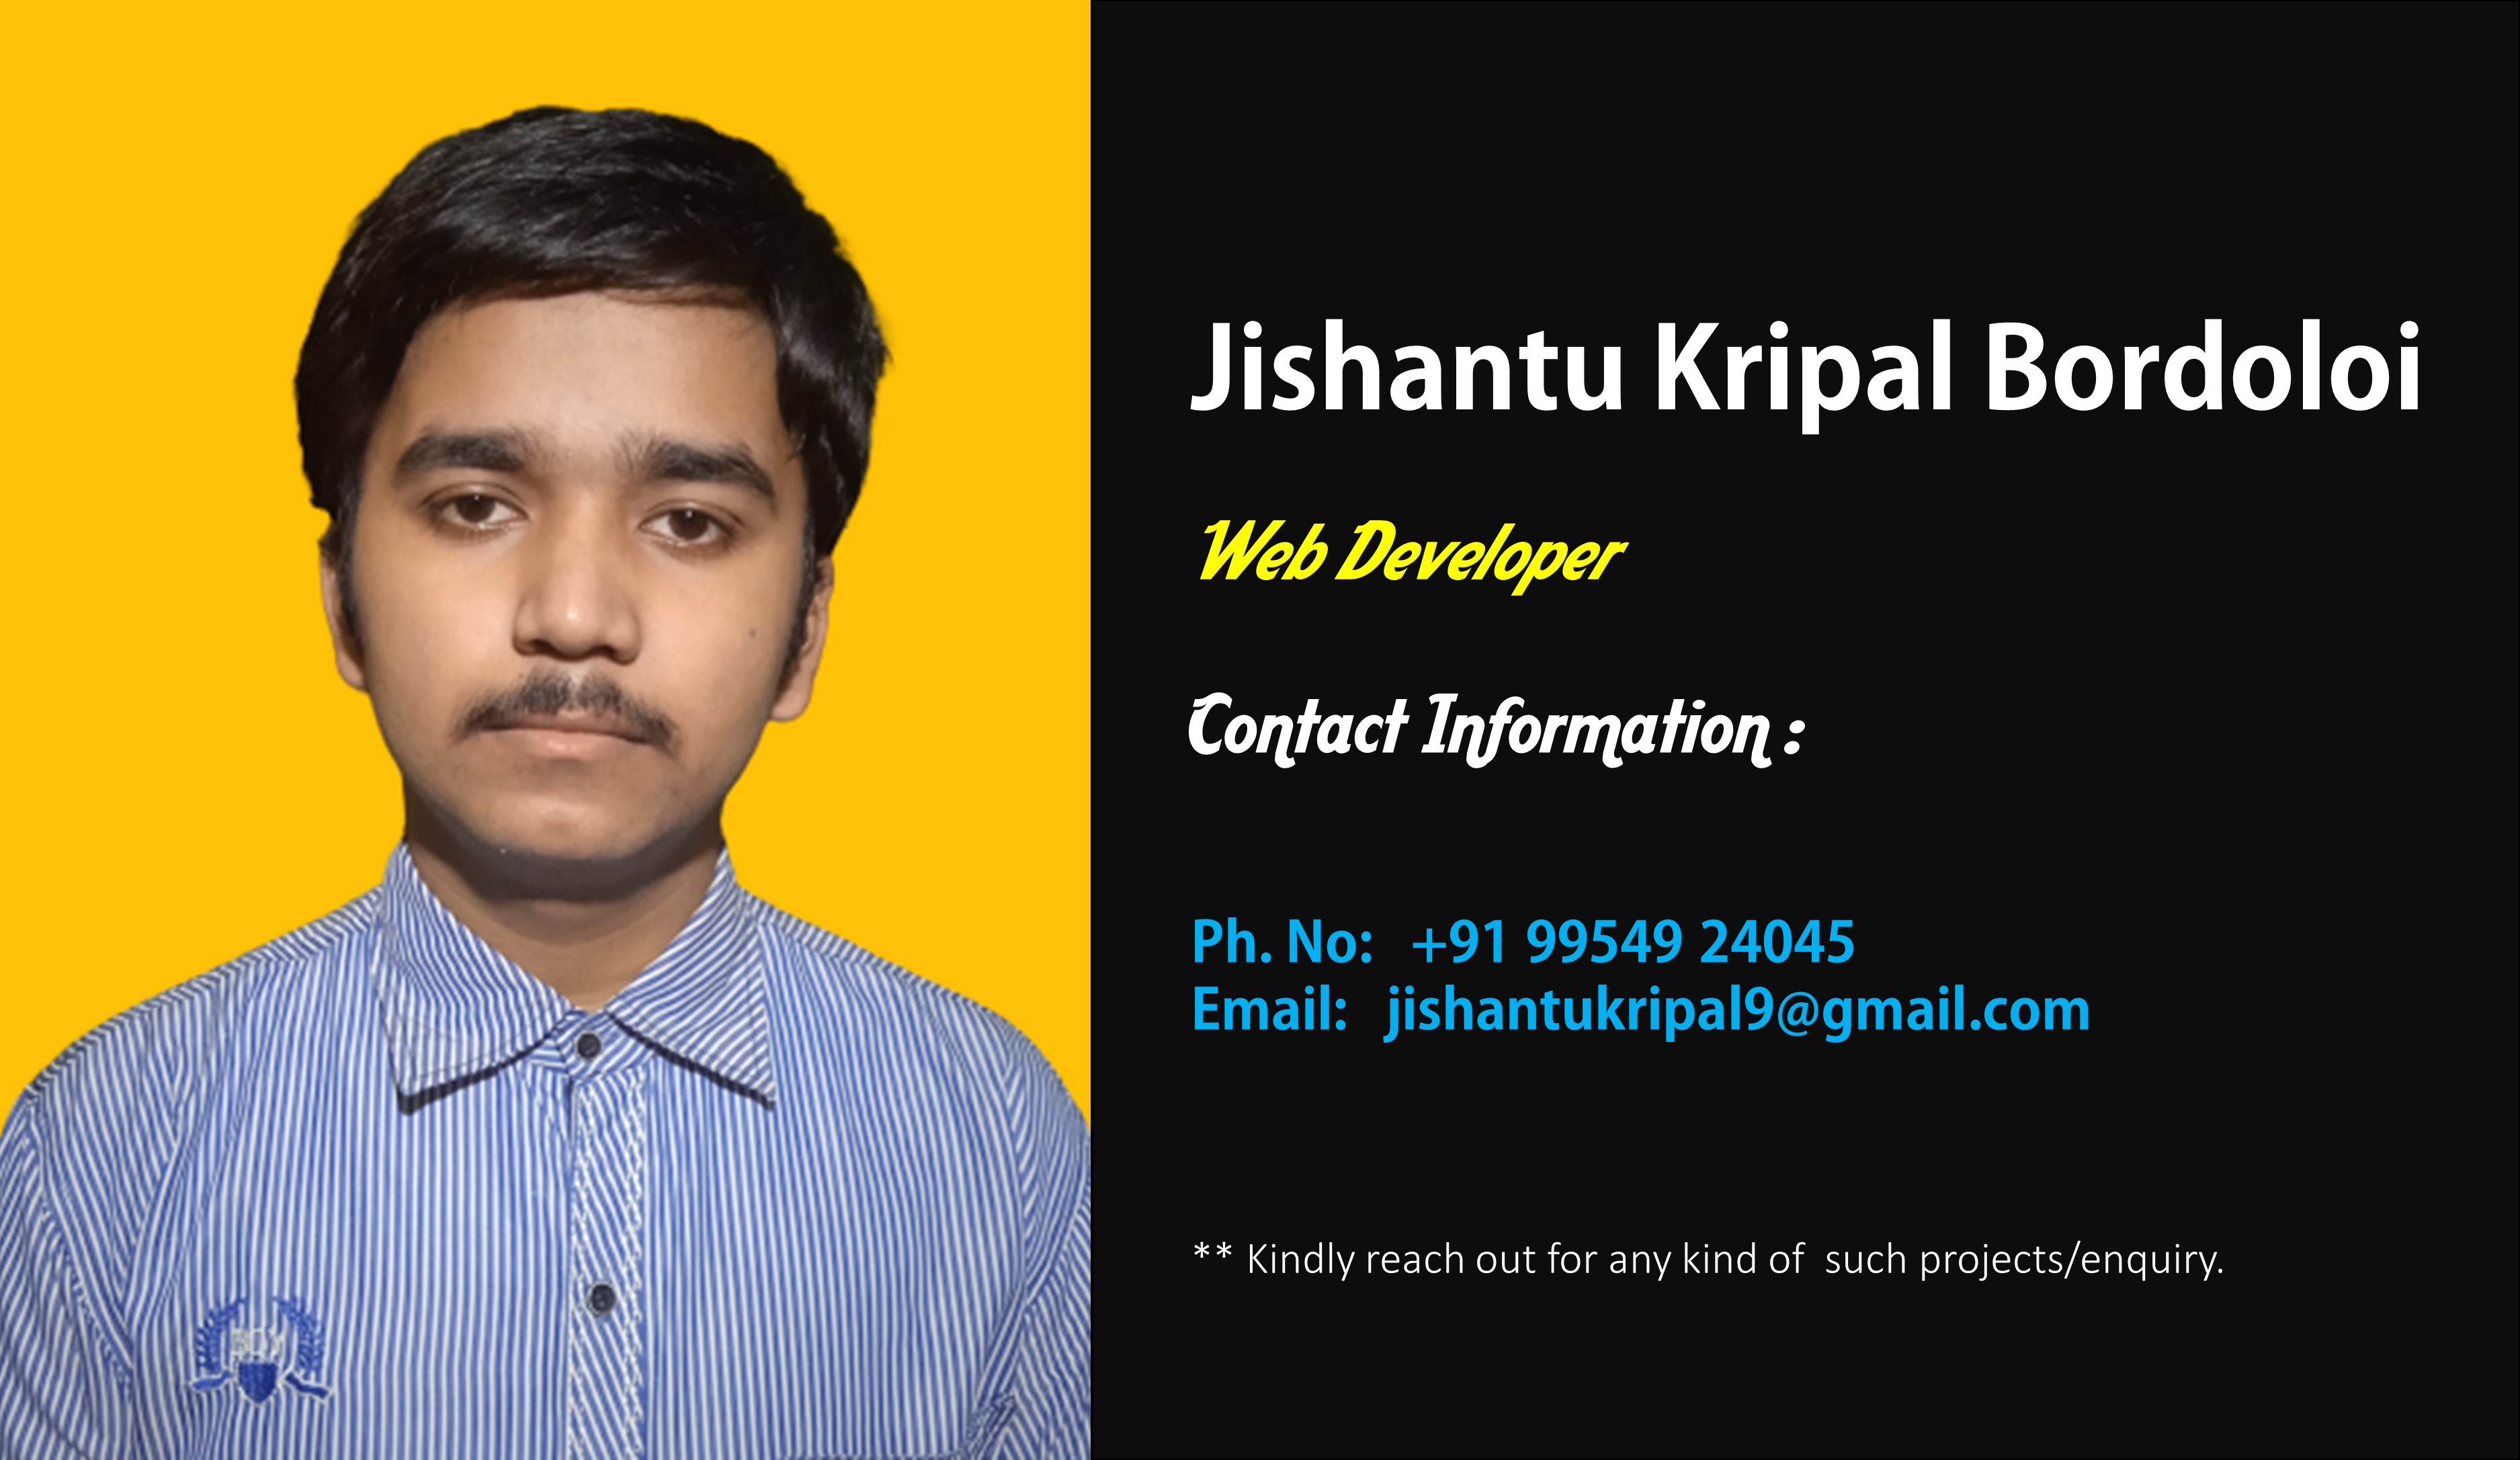 Jishantu Kripal Bordoloi
Web Developer
Contact Information :
Ph. No: +91 99549 24045
Email: jishantukripal9@gmail.com
** Kindly reach out for any kind of such projects/enquiry.